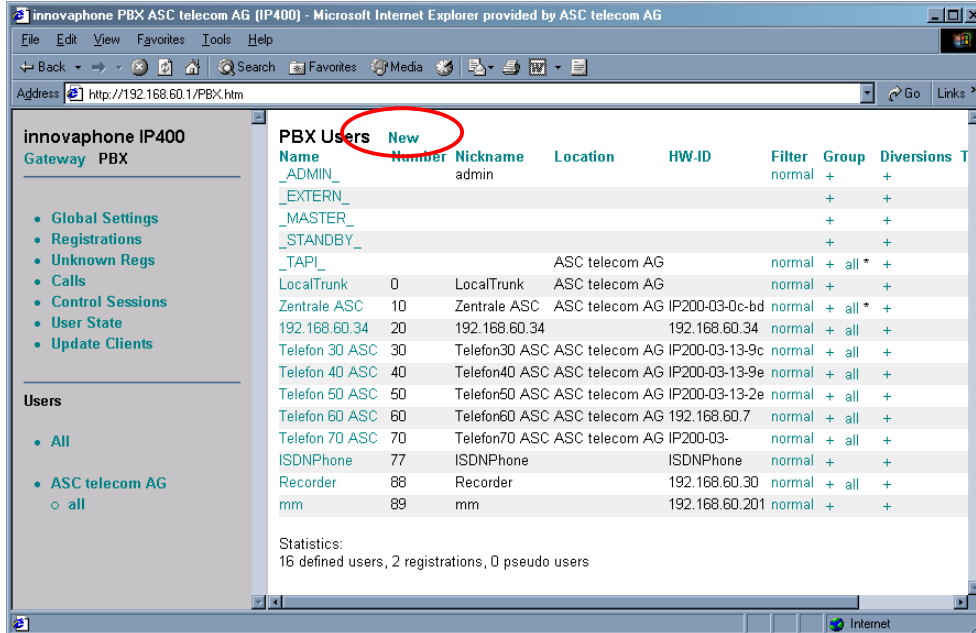 innovaphone PBX ASC telecom AG (IP400) - Microsoft Internet Explorer provided by ASC telecom AG
File Edit View Favorites Tools Help
Back Search Favorites Media
Address http://192.168.60.1/PBX.htm Go Links
innovaphone IP400
Gateway PBX
Global Settings
Registrations
Unknown Regs
Calls
Control Sessions
User State
Update Clients
Users
All
ASC telecom AG
all
PBX Users New
Name Number Nickname Location HW-ID Filter Group Diversions T
_ADMIN_ admin normal + +
_EXTERN_ + +
_MASTER_ + +
_STANDBY_ + +
_TAPI_ ASC telecom AG normal + all * +
LocalTrunk 0 LocalTrunk ASC telecom AG normal + +
Zentrale ASC 10 Zentrale ASC ASC telecom AG IP200-03-0c-bd normal + all * +
192.168.60.34 20 192.168.60.34 192.168.60.34 normal + all +
Telefon 30 ASC 30 Telefon30 ASC ASC telecom AG IP200-03-13-9c normal + all +
Telefon 40 ASC 40 Telefon40 ASC ASC telecom AG IP200-03-13-9e normal + all +
Telefon 50 ASC 50 Telefon50 ASC ASC telecom AG IP200-03-13-2e normal + all +
Telefon 60 ASC 60 Telefon60 ASC ASC telecom AG 192.168.60.7 normal + all +
Telefon 70 ASC 70 Telefon70 ASC ASC telecom AG IP200-03- normal + all +
ISDNPhone 77 ISDNPhone ISDNPhone normal + +
Recorder 88 Recorder 192.168.60.30 normal + all +
mm 89 mm 192.168.60.201 normal + +
Statistics:
16 defined users, 2 registrations, 0 pseudo users
Internet